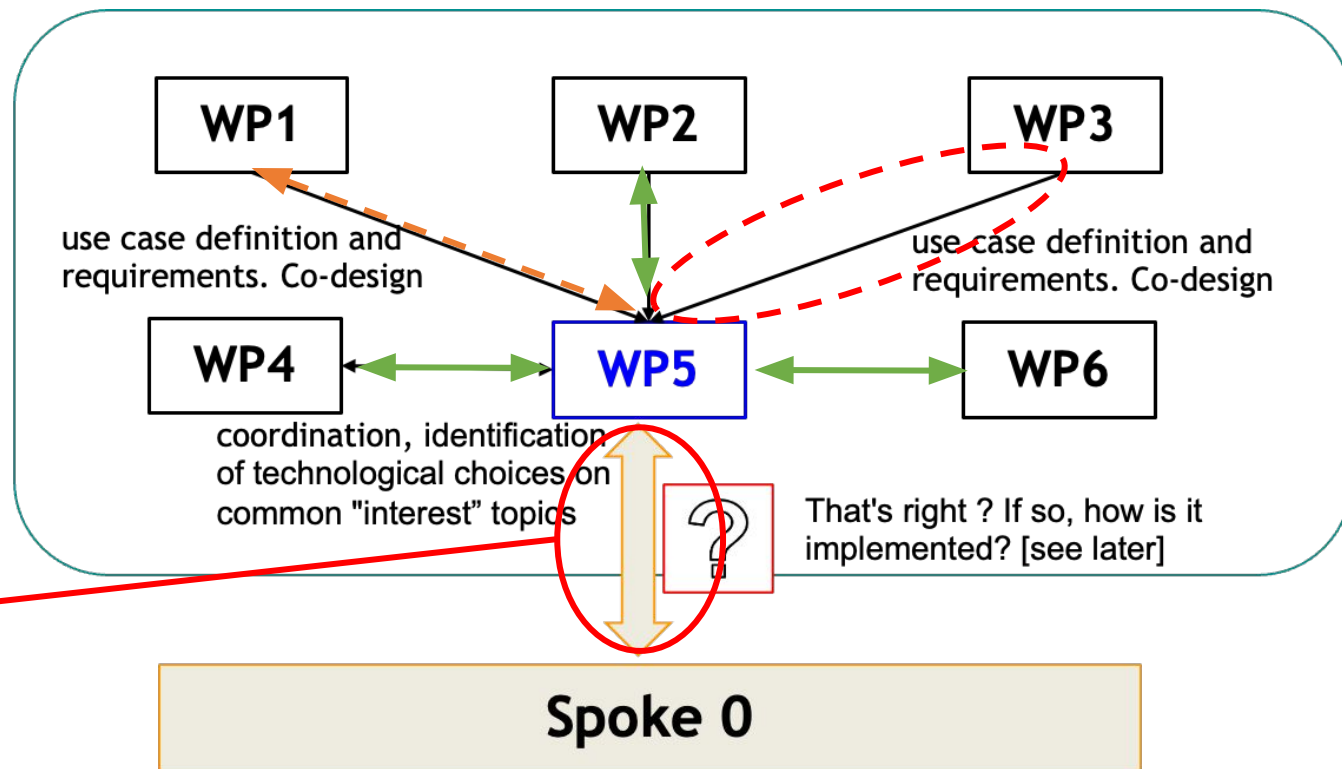 WP1
WP2
WP3
use case definition and
requirements. Co-design
use case definition and
requirements. Co-design
WP4
WP5
WP6
coordination, identification
of technological choices on
common "interest” topics
?
That's right ? If so, how is it
implemented? [see later]
Spoke 0